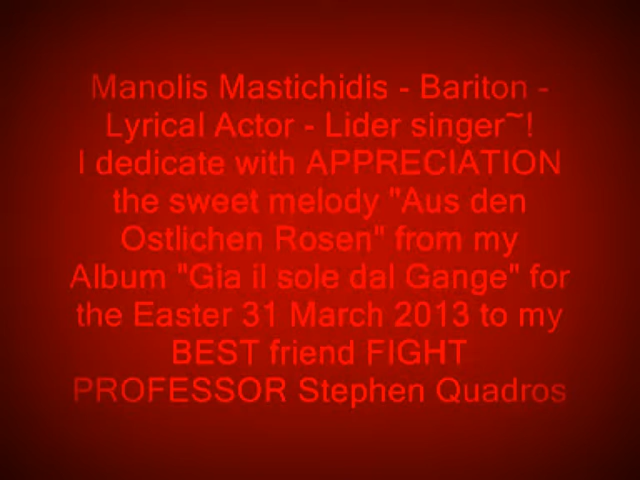 Manolis Mastichidis - Bariton -
Lyrical Actor - Lider singer~!
I dedicate with APPRECIATION
the sweet melody "Aus den
Ostlichen Rosen" from my
Album "Gia il sole dal Gange" for
the Easter 31 March 2013 to my
BEST friend FIGHT
PROFESSOR Stephen Quadros